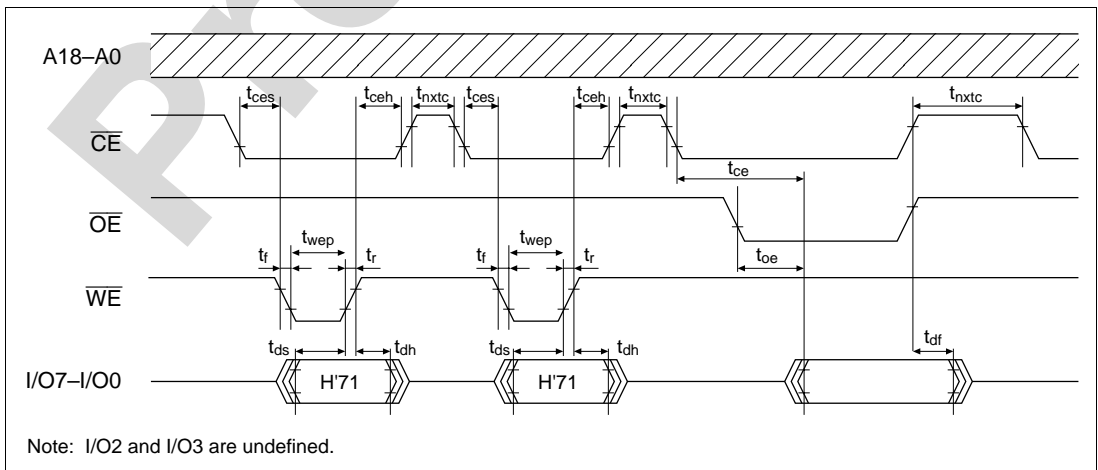 A18–A0
tces tceh tnxtc tces tceh tnxtc tnxtc
CE
tce
OE
twep twep
tf tr tf tr toe
WE
tds tdh tds tdh tdf
I/O7–I/O0 H'71 H'71
Note: I/O2 and I/O3 are undefined.